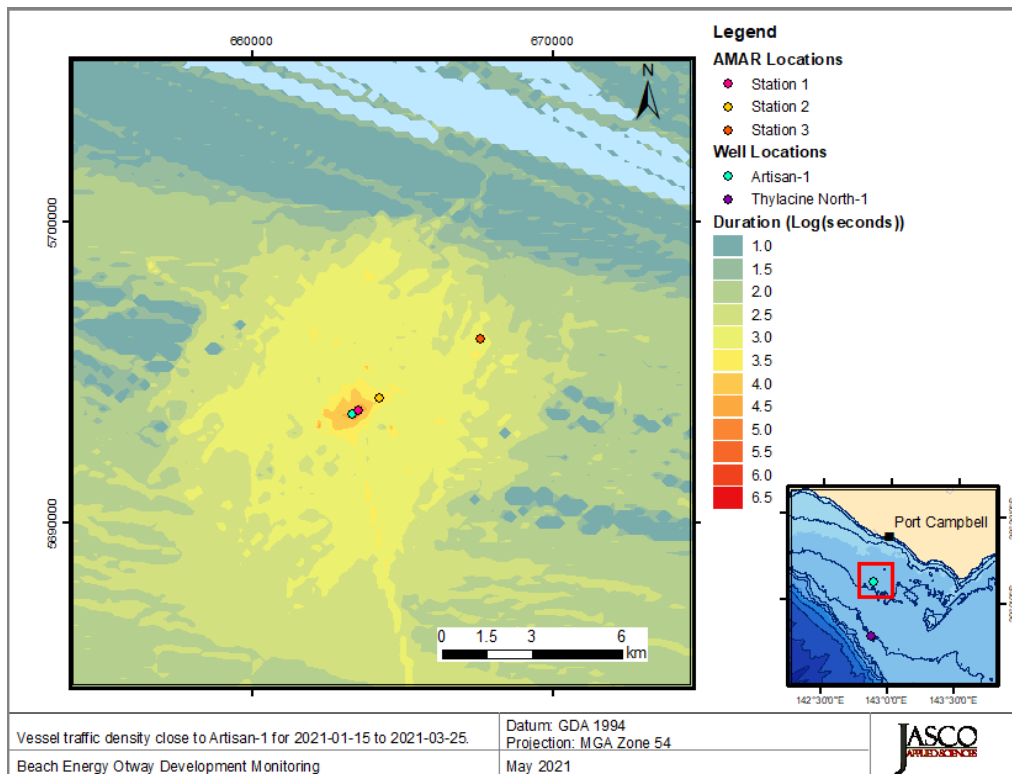 660000
670000
5700000
5690000
N
0 1.5 3 6
km
Legend
AMAR Locations
Station 1
Station 2
Station 3
Well Locations
Artisan-1
Thylacine North-1
Duration (Log(seconds))
1.0
1.5
2.0
2.5
3.0
3.5
4.0
4.5
5.0
5.5
6.0
6.5
Port Campbell
142°30'0"E 143°0'0"E 143°30'0"E
Vessel traffic density close to Artisan-1 for 2021-01-15 to 2021-03-25.
Beach Energy Otway Development Monitoring
Datum: GDA 1994
Projection: MGA Zone 54
May 2021
JASCO
APPLIED SCIENCES